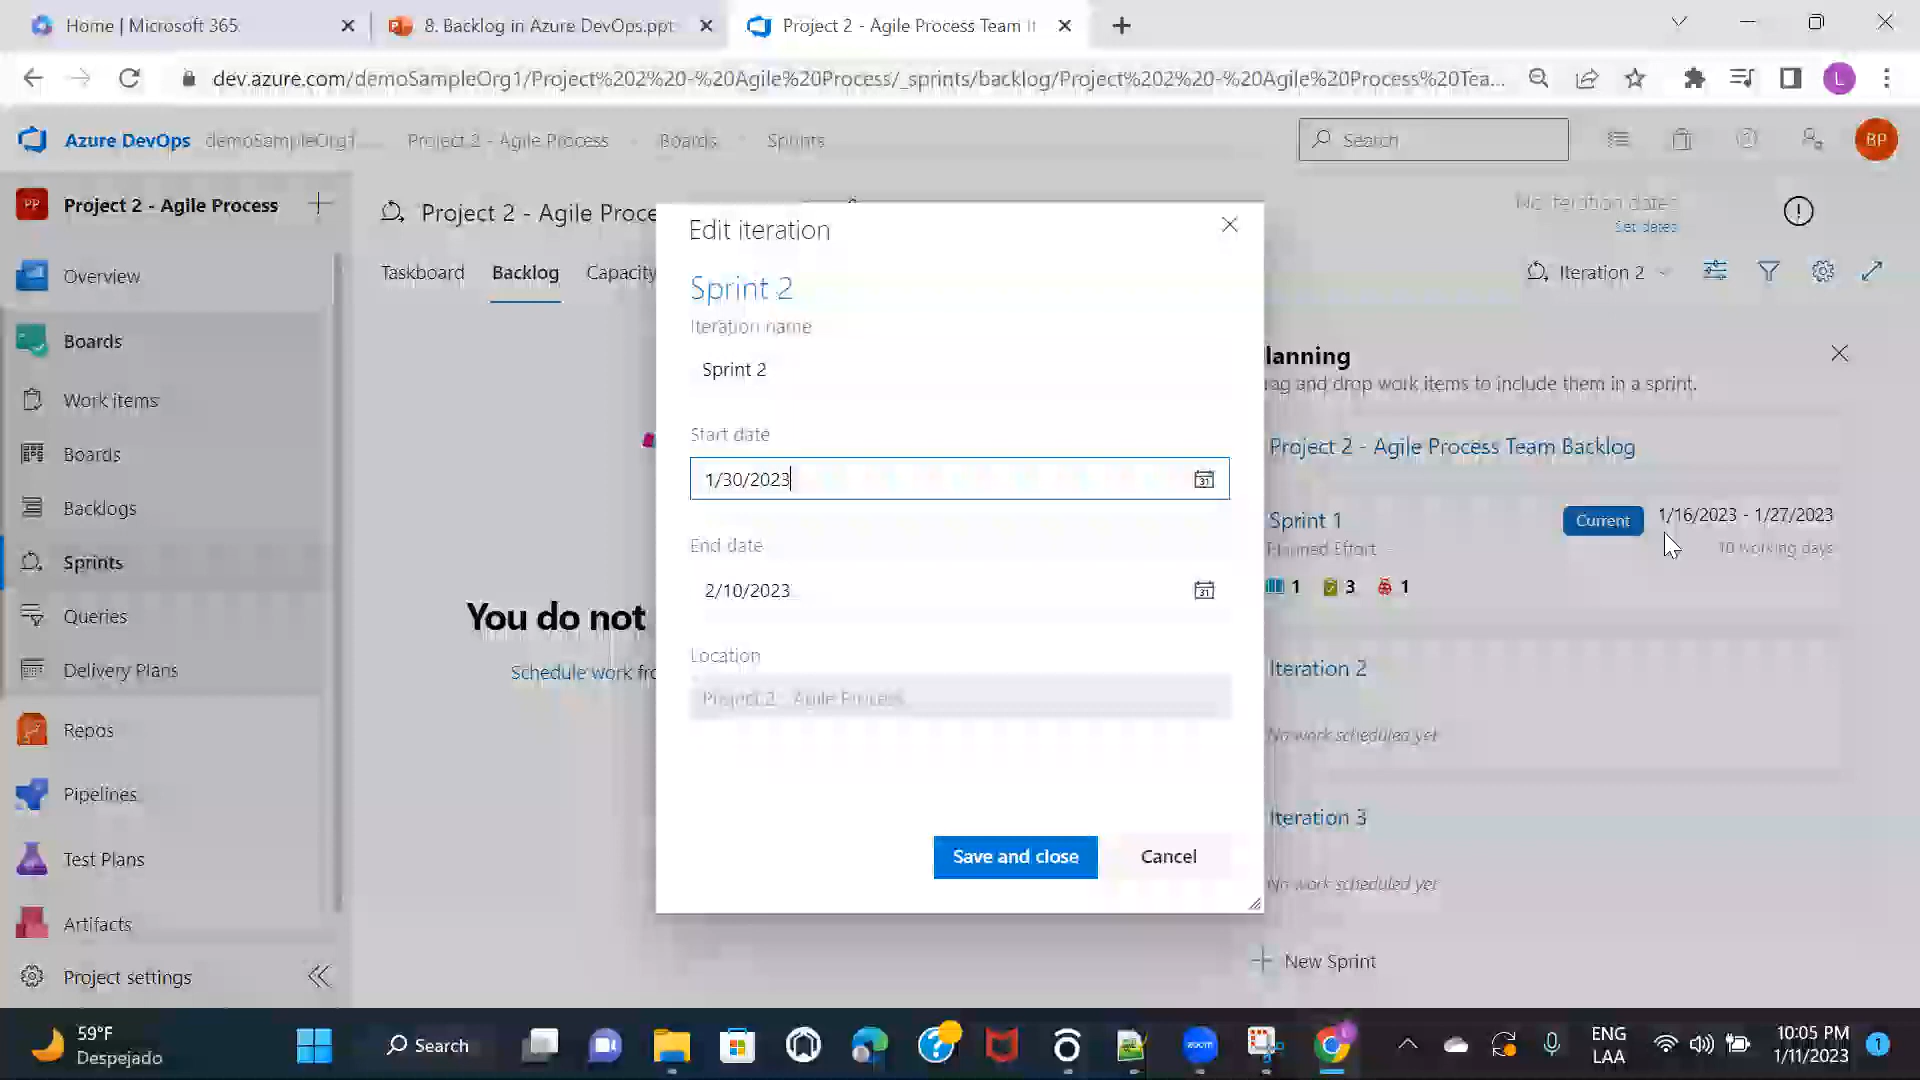 Home | Microsoft 365
8. Backlog in Azure DevOps.ppt
Project 2 - Agile Process Team It
dev.azure.com/demoSampleOrg1/Project%202%20-%20Agile%20Process/_sprints/backlog/Project%202%20-%20Agile%20Process%20Tea...
L
Azure DevOps
demoSampleOrg1
Project 2 - Agile Process
Boards
Sprints
Search
BP
PP
Project 2 - Agile Process
Overview
Boards
Work items
Boards
Backlogs
Sprints
Queries
Delivery Plans
Repos
Pipelines
Test Plans
Artifacts
Project settings
Project 2 - Agile Proce
No iteration dates
Set dates
Taskboard
Backlog
Capacity
Iteration 2
You do not
Schedule work fro
Edit iteration
Sprint 2
Iteration name
Sprint 2
Start date
1/30/2023
End date
2/10/2023
Location
Project 2 - Agile Process
Save and close
Cancel
lanning
ag and drop work items to include them in a sprint.
Project 2 - Agile Process Team Backlog
Sprint 1
Current
1/16/2023 - 1/27/2023
Planned Effort
10 working days
1
3
1
Iteration 2
No work scheduled yet
Iteration 3
No work scheduled yet
New Sprint
59°F
Despejado
Search
zoom
ENG
LAA
10:05 PM
1/11/2023
1